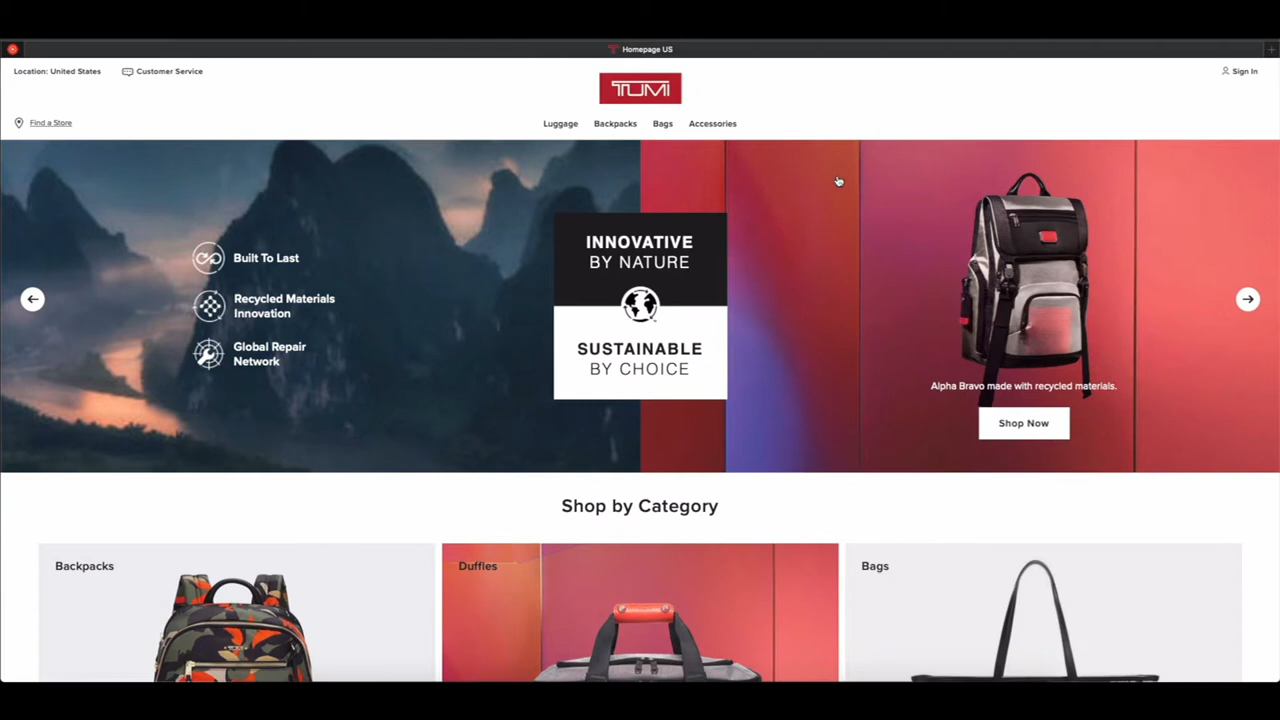 Homepage US
Location: United States
Customer Service
Sign In
TUMI
Find a Store
Luggage
Backpacks
Bags
Accessories
Built To Last
Recycled Materials
Innovation
Global Repair
Network
INNOVATIVE
BY NATURE
SUSTAINABLE
BY CHOICE
Alpha Bravo made with recycled materials.
Shop Now
Shop by Category
Backpacks
Duffles
Bags
TUMI